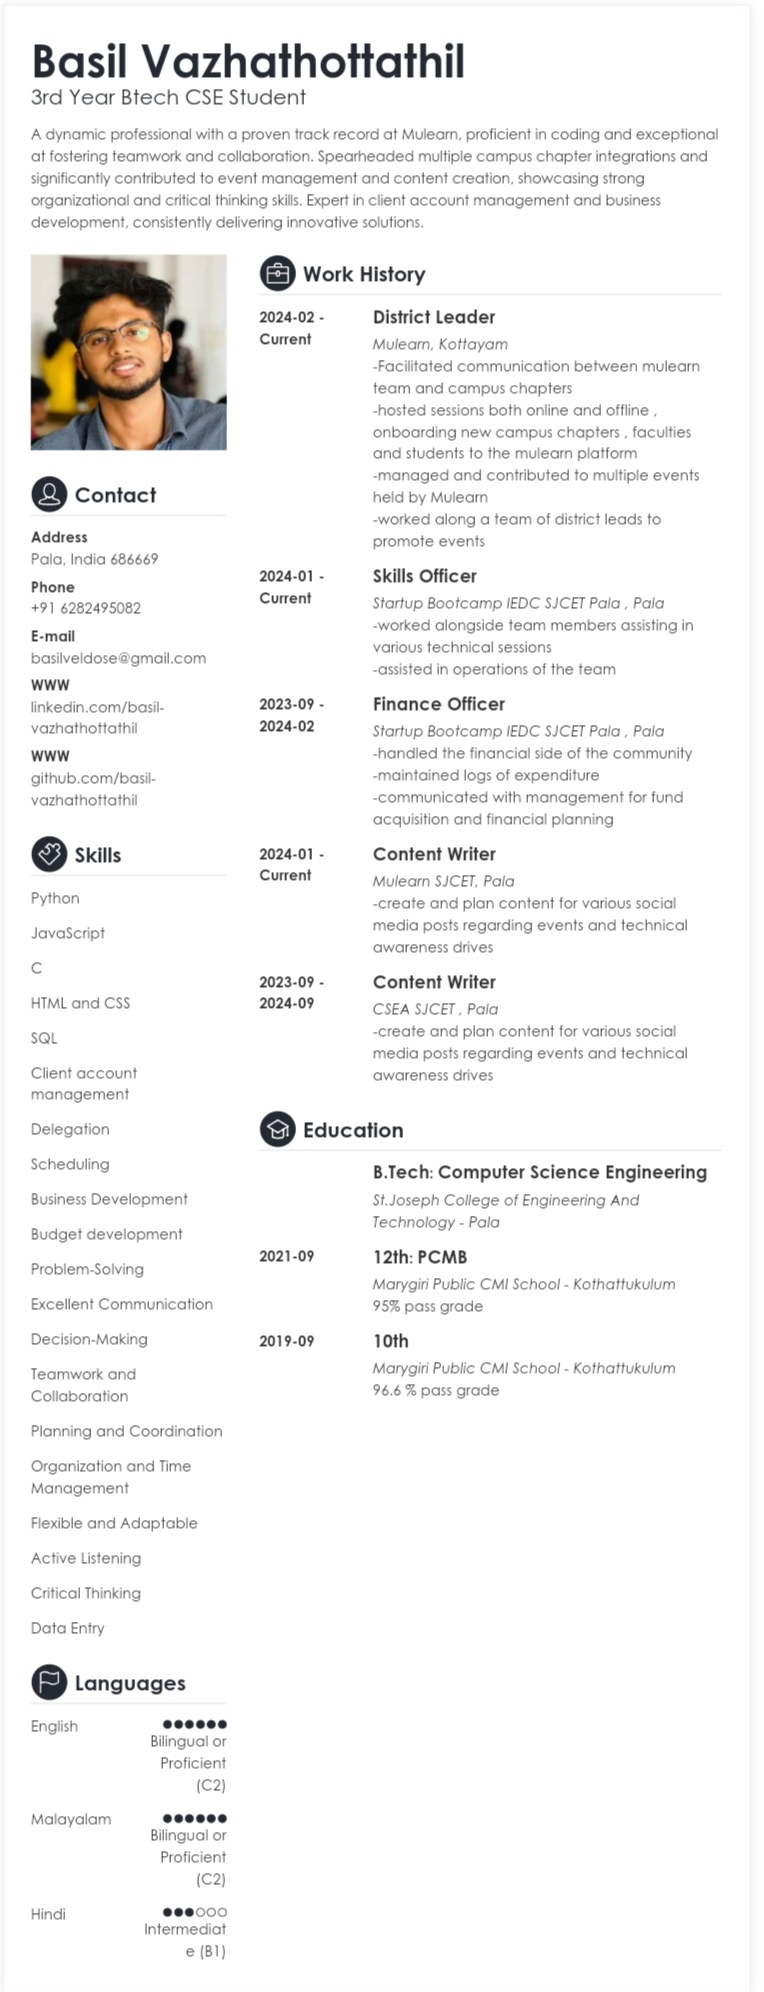 Basil Vazhathottathil
3rd Year Btech CSE Student
A dynamic professional with a proven track record at Mulearn, proficient in coding and exceptional
at fostering teamwork and collaboration. Spearheaded multiple campus chapter integrations and
significantly contributed to event management and content creation, showcasing strong
organizational and critical thinking skills. Expert in client account management and business
development, consistently delivering innovative solutions.
Contact
Address
Pala, India 686669
Phone
+91 6282495082
E-mail
basilveldose@gmail.com
WWW
linkedin.com/basil-
vazhathottathil
WWW
github.com/basil-
vazhathottathil
Skills
Python
JavaScript
C
HTML and CSS
SQL
Client account
management
Delegation
Scheduling
Business Development
Budget development
Problem-Solving
Excellent Communication
Decision-Making
Teamwork and
Collaboration
Planning and Coordination
Organization and Time
Management
Flexible and Adaptable
Active Listening
Critical Thinking
Data Entry
Languages
English
Bilingual or
Proficient
(C2)
Malayalam
Bilingual or
Proficient
(C2)
Hindi
Intermediat
e (B1)
Work History
2024-02 -
Current
District Leader
Mulearn, Kottayam
-Facilitated communication between mulearn
team and campus chapters
-hosted sessions both online and offline ,
onboarding new campus chapters , faculties
and students to the mulearn platform
-managed and contributed to multiple events
held by Mulearn
-worked along a team of district leads to
promote events
2024-01 -
Current
Skills Officer
Startup Bootcamp IEDC SJCET Pala , Pala
-worked alongside team members assisting in
various technical sessions
-assisted in operations of the team
2023-09 -
2024-02
Finance Officer
Startup Bootcamp IEDC SJCET Pala , Pala
-handled the financial side of the community
-maintained logs of expenditure
-communicated with management for fund
acquisition and financial planning
2024-01 -
Current
Content Writer
Mulearn SJCET, Pala
-create and plan content for various social
media posts regarding events and technical
awareness drives
2023-09 -
2024-09
Content Writer
CSEA SJCET , Pala
-create and plan content for various social
media posts regarding events and technical
awareness drives
Education
B.Tech: Computer Science Engineering
St.Joseph College of Engineering And
Technology - Pala
2021-09
12th: PCMB
Marygiri Public CMI School - Kothattukulum
95% pass grade
2019-09
10th
Marygiri Public CMI School - Kothattukulum
96.6 % pass grade